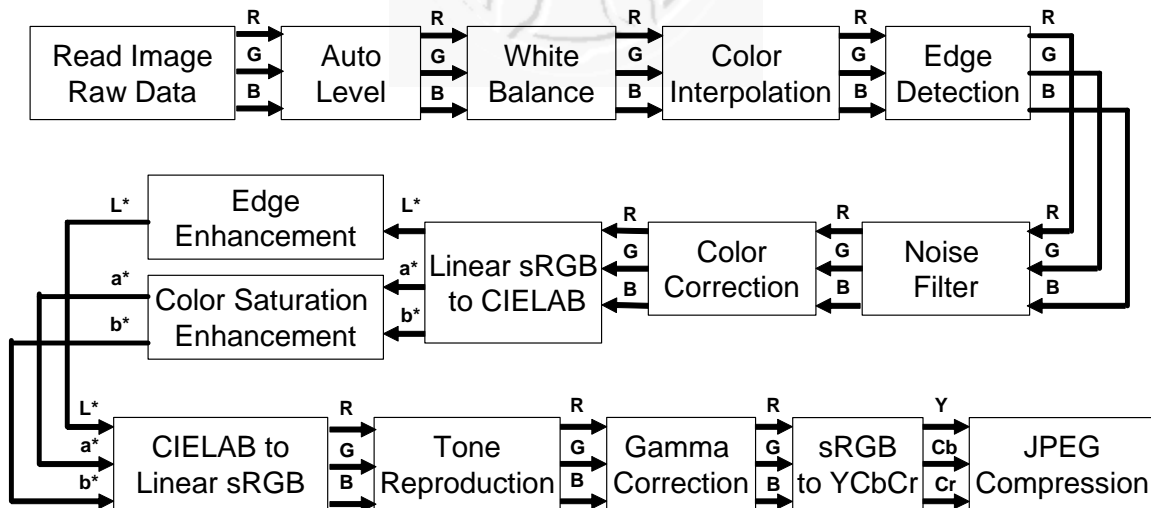 R R R R R
G G G G G
B B B B B
Read Image
Raw Data
Auto
Level
White
Balance
Color
Interpolation
Edge
Detection
L*
Edge
Enhancement
L*
a*
b*
Color Saturation
Enhancement
a*
b*
Linear sRGB
to CIELAB
R
G
B
Color
Correction
R
G
B
Noise
Filter
R
G
B
L*
a*
b*
CIELAB to
Linear sRGB
R
G
B
Tone
Reproduction
R
G
B
Gamma
Correction
R
G
B
sRGB
to YCbCr
Y
Cb
Cr
JPEG
Compression